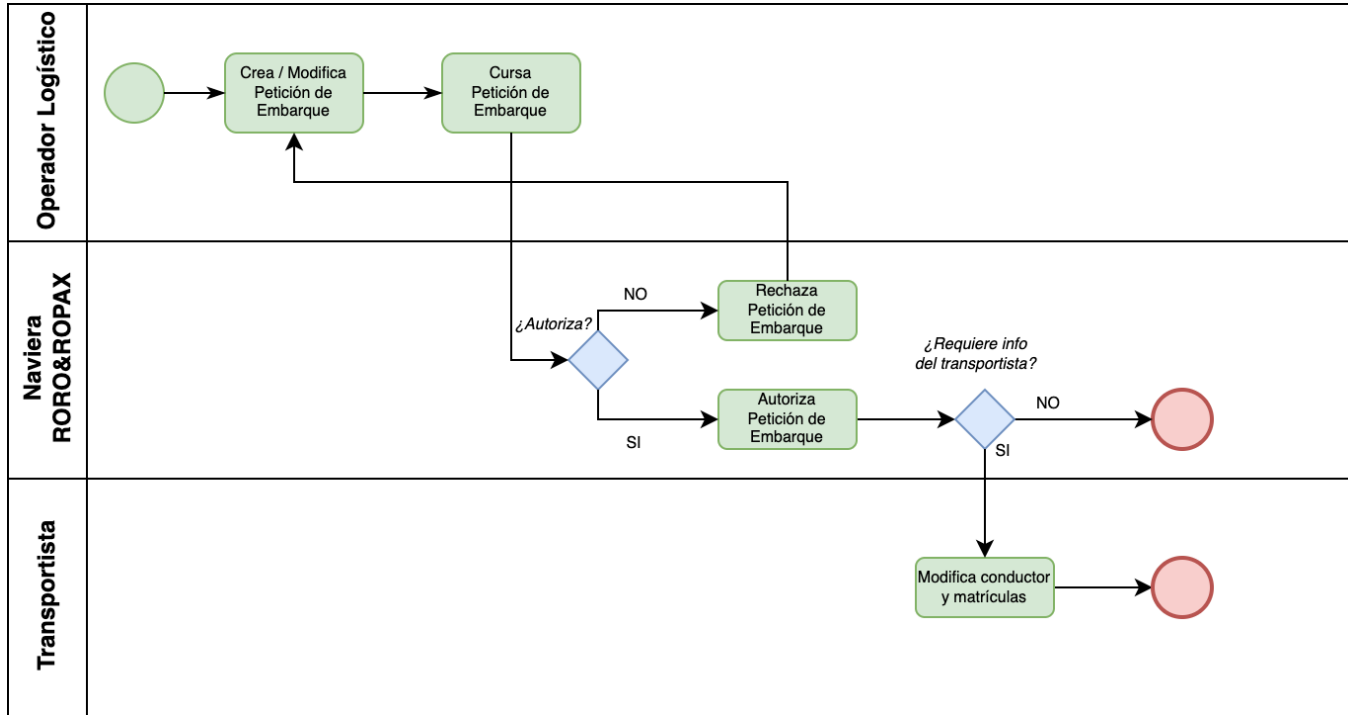 Operador Logístico
Crea / Modifica
Petición de
Embarque
Cursa
Petición de
Embarque
Naviera
RORO&ROPAX
¿Autoriza?
NO
Rechaza
Petición de
Embarque
SI
Autoriza
Petición de
Embarque
¿Requiere info
del transportista?
NO
SI
Transportista
Modifica conductor
y matrículas